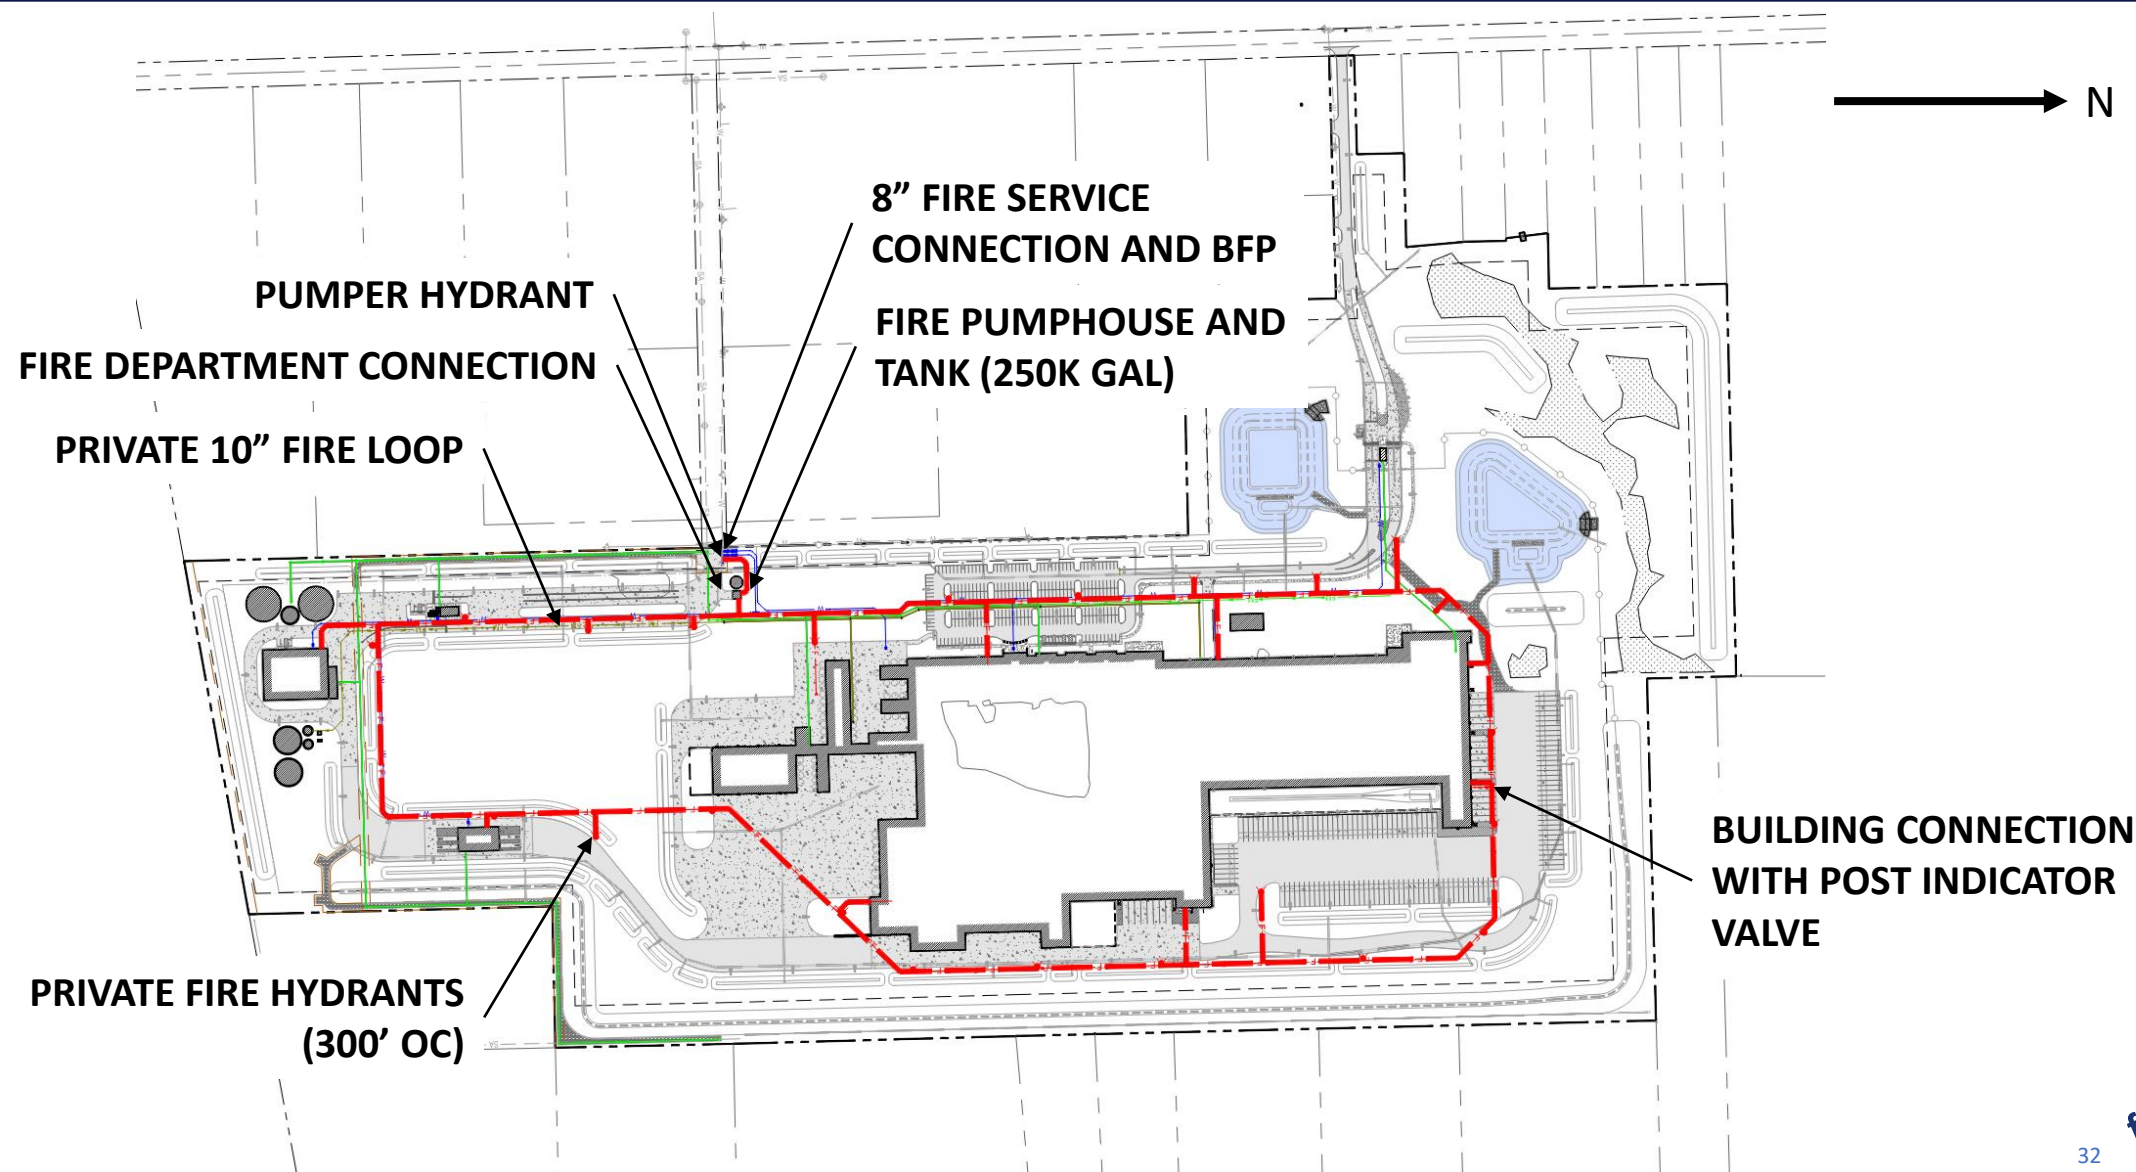 N
8” FIRE SERVICE
CONNECTION AND BFP
PUMPER HYDRANT
FIRE PUMPHOUSE AND
TANK (250K GAL)
FIRE DEPARTMENT CONNECTION
PRIVATE 10” FIRE LOOP
BUILDING CONNECTION
WITH POST INDICATOR
VALVE
PRIVATE FIRE HYDRANTS
(300’ OC)
32